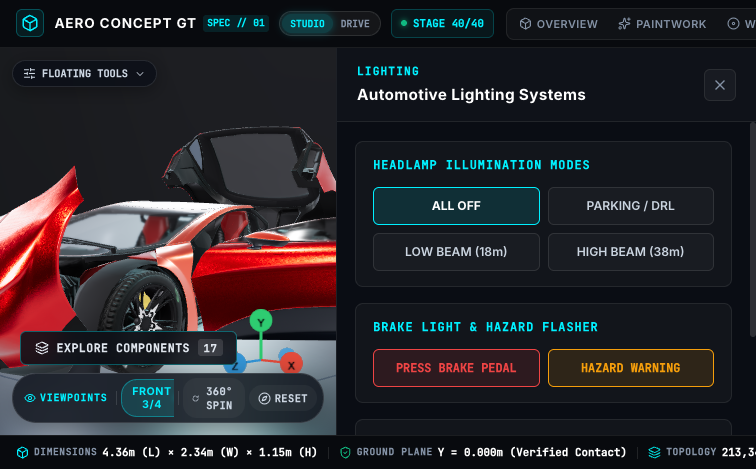 AERO CONCEPT GT SPEC // 01 STUDIO DRIVE STAGE 40/40 OVERVIEW PAINTWORK W
FLOATING TOOLS
LIGHTING
Automotive Lighting Systems
HEADLAMP ILLUMINATION MODES
ALL OFF PARKING / DRL
LOW BEAM (18m) HIGH BEAM (38m)
BRAKE LIGHT & HAZARD FLASHER
PRESS BRAKE PEDAL HAZARD WARNING
Y
Z X
EXPLORE COMPONENTS 17
VIEWPOINTS FRONT 3/4 360° SPIN RESET
DIMENSIONS 4.36m (L) × 2.34m (W) × 1.15m (H) GROUND PLANE Y = 0.000m (Verified Contact) TOPOLOGY 213,